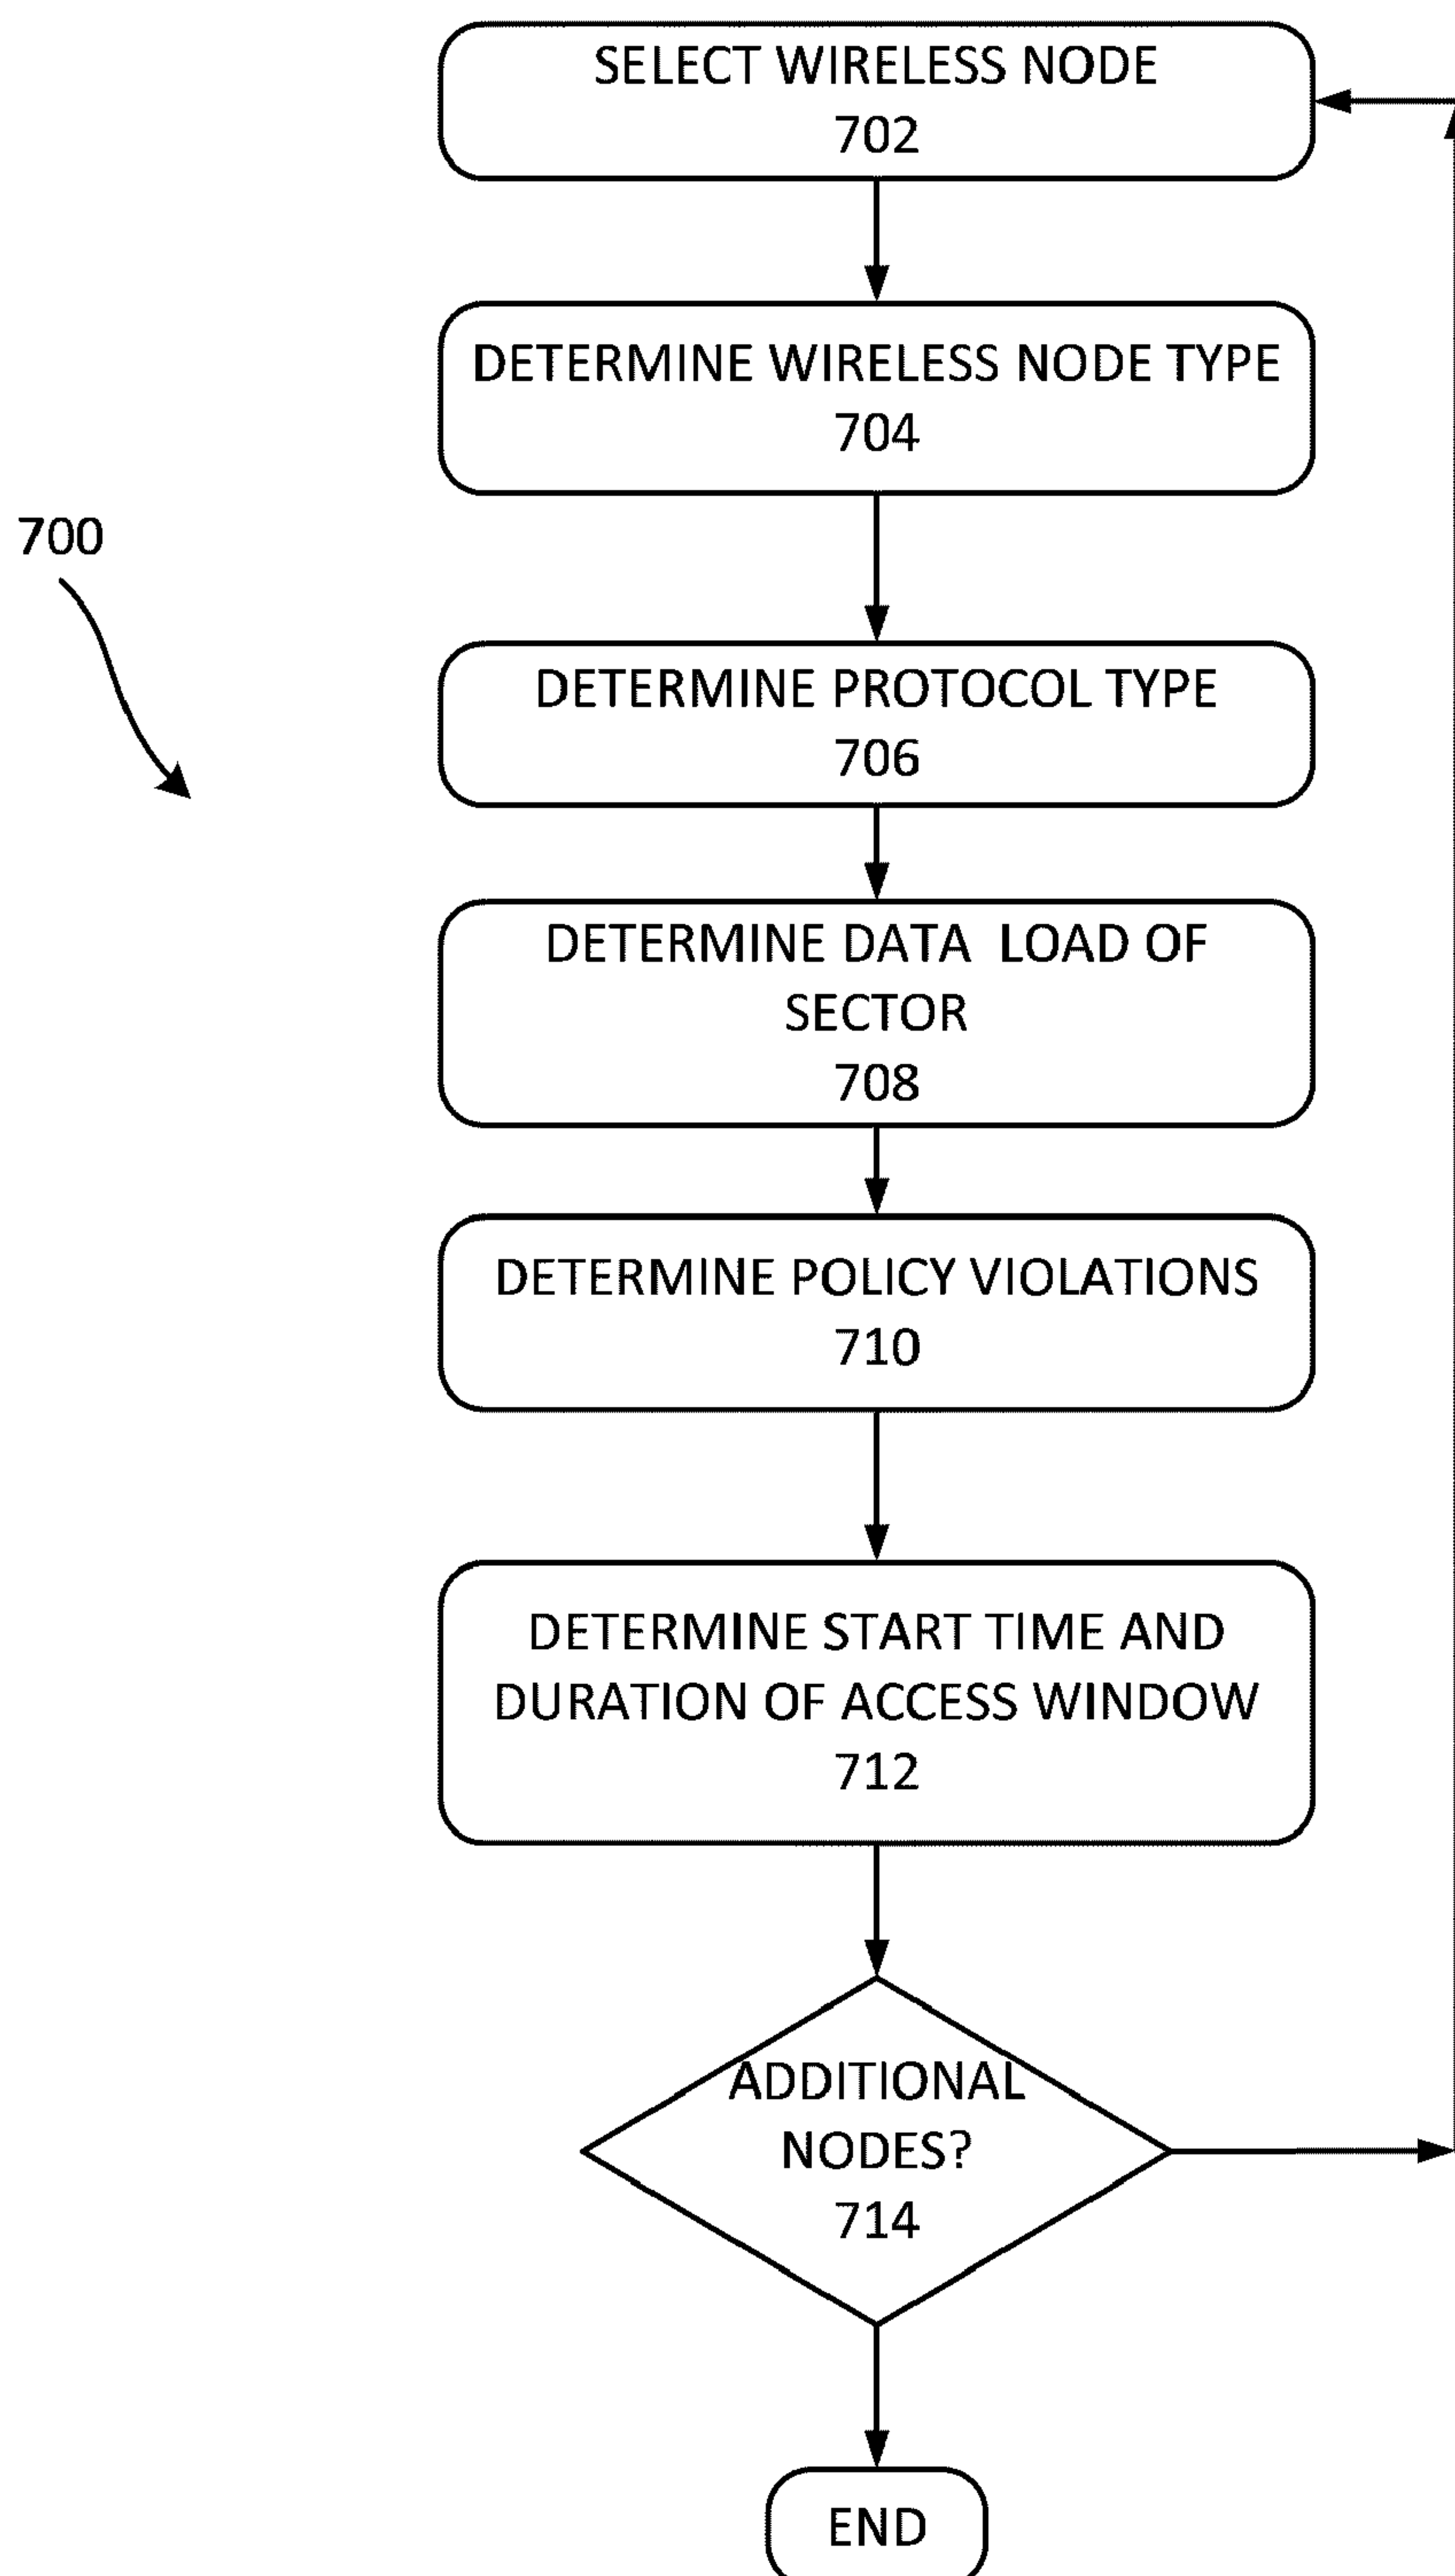 SELECT WIRELESS NODE
702
DETERMINE WIRELESS NODE TYPE
704
700
DETERMINE PROTOCOL TYPE
706
DETERMINE DATA LOAD OF
SECTOR
708
DETERMINE POLICY VIOLATIONS
710
DETERMINE START TIME AND
DURATION OF ACCESS WINDOW
712
ADDITIONAL
NODES?
714
END